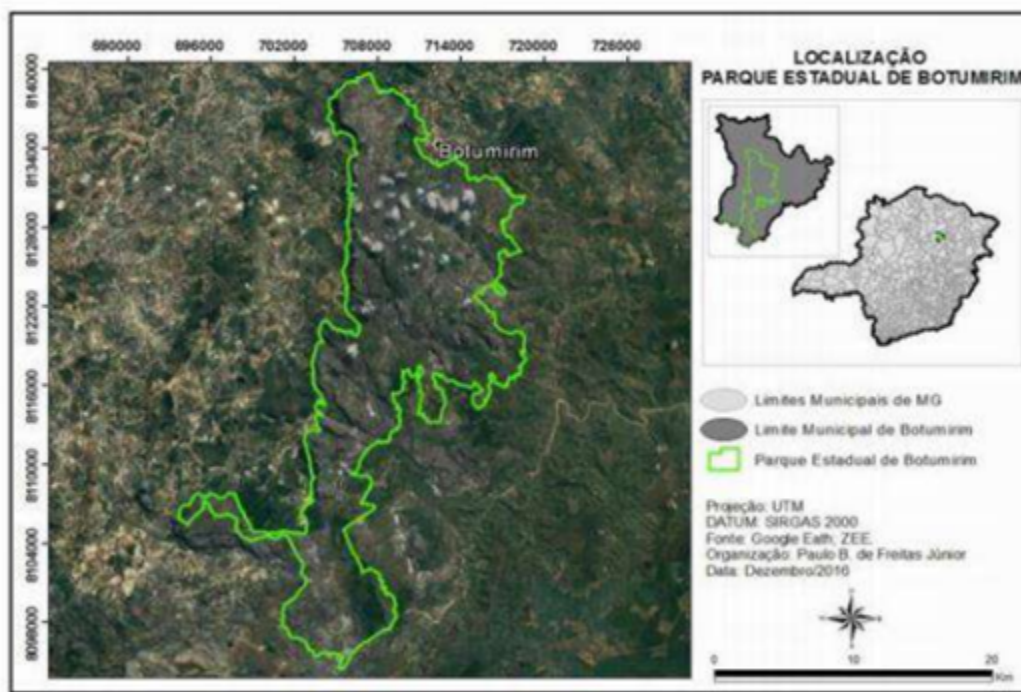 690000 696000 702000 708000 714000 720000 726000
8140000
8134000
8128000
8122000
8116000
8110000
8104000
8098000
Botumirim
LOCALIZAÇÃO
PARQUE ESTADUAL DE BOTUMIRIM
Limites Municipais de MG
Limite Municipal de Botumirim
Parque Estadual de Botumirim
Projeção: UTM
DATUM: SIRGAS 2000
Fonte: Google Eath; ZEE.
Organização: Paulo B. de Freitas Júnior
Data: Dezembro/2016
0 10 20
Km